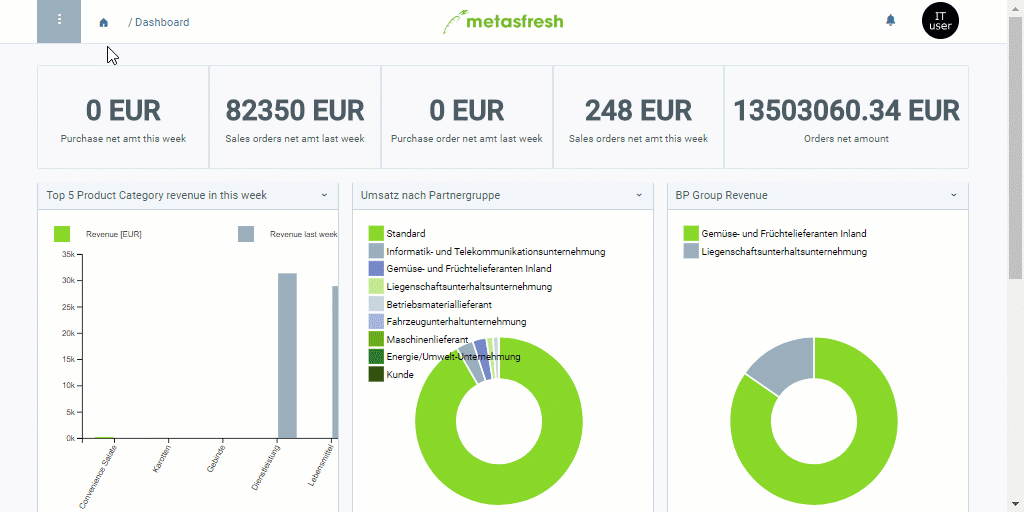 / Dashboard
metasfresh
IT
user
0 EUR
Purchase net amt this week
82350 EUR
Sales orders net amt last week
0 EUR
Purchase order net amt last week
248 EUR
Sales orders net amt this week
13503060.34 EUR
Orders net amount
Top 5 Product Category revenue in this week
Revenue [EUR]
Revenue last week
35k
30k
25k
20k
15k
10k
5k
0k
Convenience Salate
Karotten
Gebinde
Dienstleistung
Lebensmittel
Umsatz nach Partnergruppe
Standard
Informatik- und Telekommunikationsunternehmung
Gemüse- und Früchtelieferanten Inland
Liegenschaftsunterhaltsunternehmung
Betriebsmateriallieferant
Fahrzeugunterhaltunternehmung
Maschinenlieferant
Energie/Umwelt-Unternehmung
Kunde
BP Group Revenue
Gemüse- und Früchtelieferanten Inland
Liegenschaftsunterhaltsunternehmung